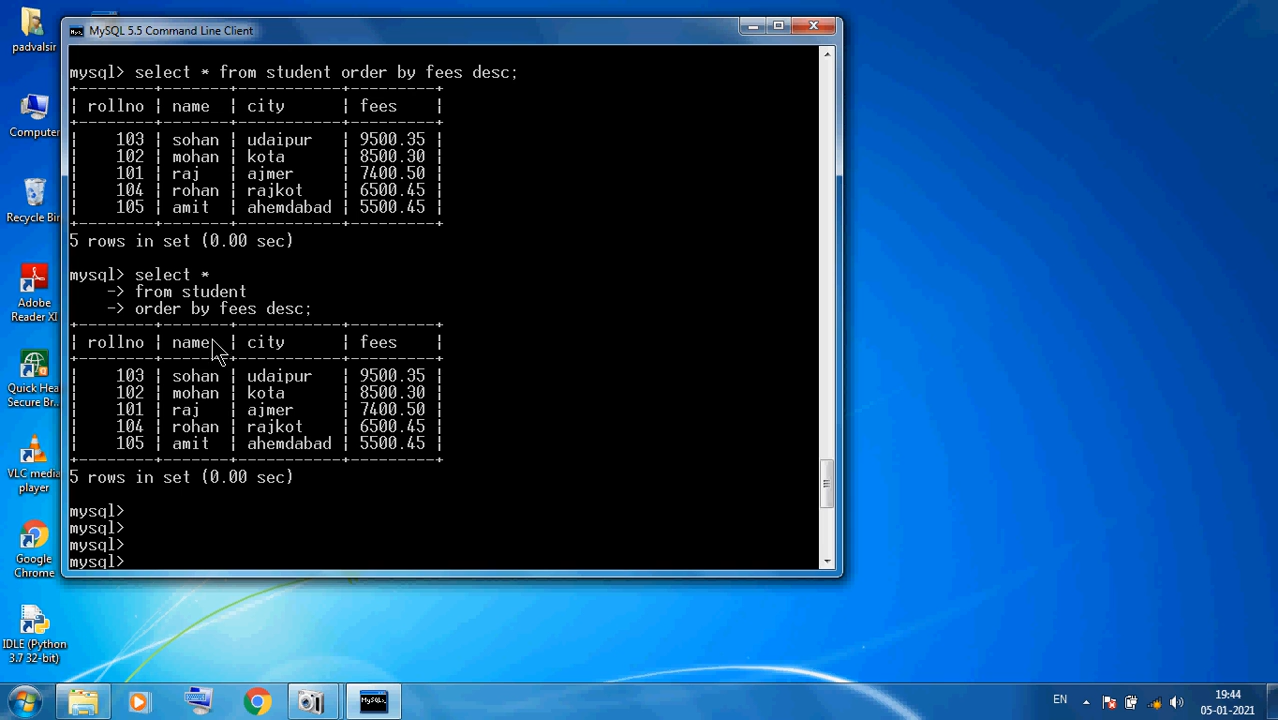 padvalsir
Computer
Recycle Bin
Adobe
Reader XI
Quick Hea
Secure Br...
VLC media
player
Google
Chrome
IDLE (Python
3.7 32-bit)
MySQL 5.5 Command Line Client
mysql> select * from student order by fees desc;
| rollno | name | city | fees |
| 103 | sohan | udaipur | 9500.35 |
| 102 | mohan | kota | 8500.30 |
| 101 | raj | ajmer | 7400.50 |
| 104 | rohan | rajkot | 6500.45 |
| 105 | amit | ahemdabad | 5500.45 |
5 rows in set (0.00 sec)
mysql> select *
-> from student
-> order by fees desc;
| rollno | name | city | fees |
| 103 | sohan | udaipur | 9500.35 |
| 102 | mohan | kota | 8500.30 |
| 101 | raj | ajmer | 7400.50 |
| 104 | rohan | rajkot | 6500.45 |
| 105 | amit | ahemdabad | 5500.45 |
5 rows in set (0.00 sec)
mysql>
mysql>
mysql>
mysql>
EN
19:44
05-01-2021